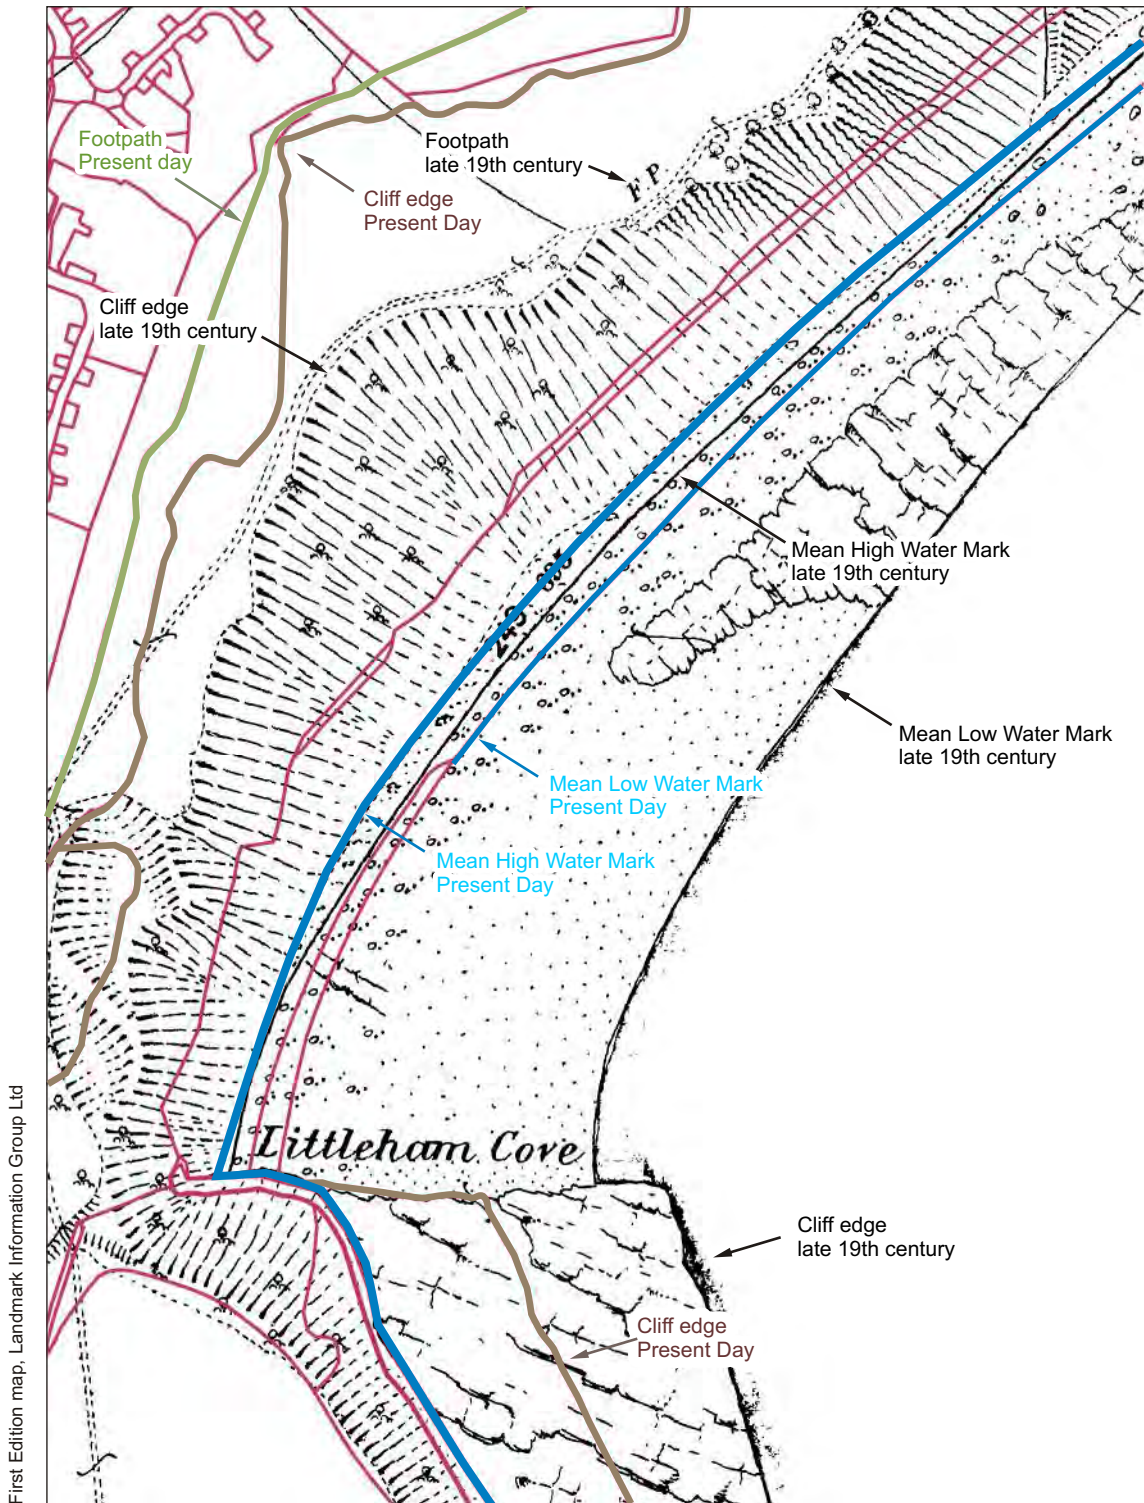 Footpath
Present day
Footpath
late 19th century
F P
Cliff edge
Present Day
Cliff edge
late 19th century
Mean High Water Mark
late 19th century
Mean Low Water Mark
late 19th century
Mean Low Water Mark
Present Day
Mean High Water Mark
Present Day
Littleham Cove
Cliff edge
late 19th century
Cliff edge
Present Day
First Edition map, Landmark Information Group Ltd